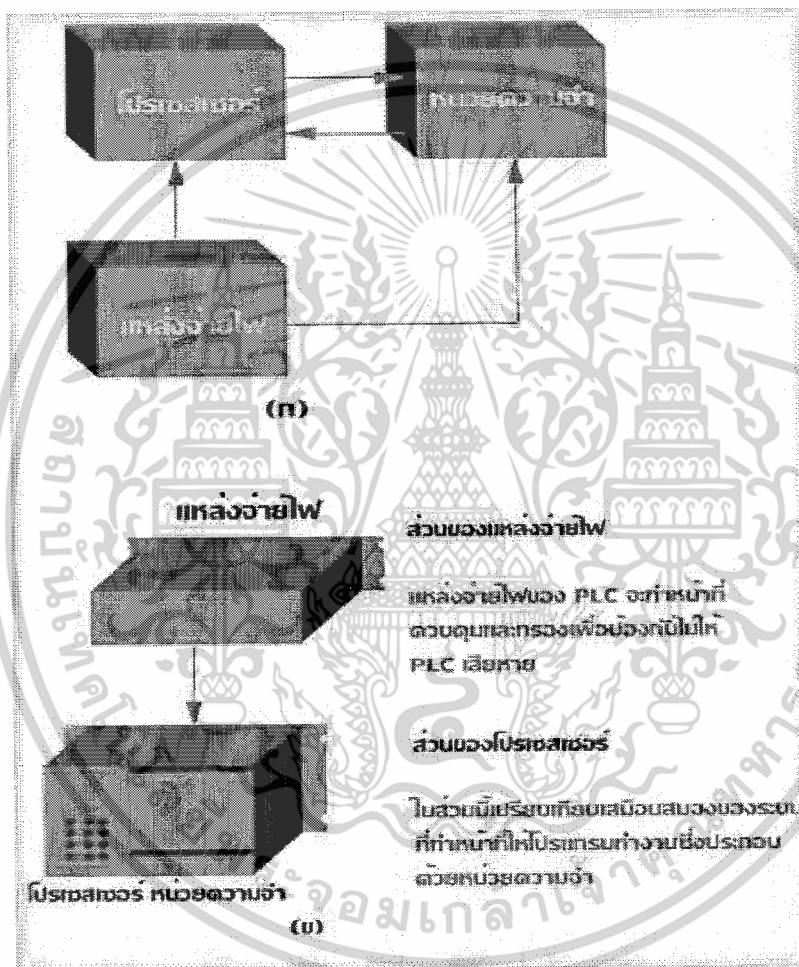 โปรเซสเซอร์
หน่วยความจำ
แหล่งจ่ายไฟ
(ก)
แหล่งจ่ายไฟ
ส่วนของแหล่งจ่ายไฟ
แหล่งจ่ายไฟของ PLC จะทำหน้าที่
ควบคุมและกรองเพื่อป้องกันไม่ให้
PLC เสียหาย
ส่วนของโปรเซสเซอร์
ในส่วนนี้เปรียบเทียบเสมือนสมองของระบบ
ที่ทำหน้าที่ให้โปรแกรมทำงานซึ่งประกอบ
ด้วยหน่วยความจำ
โปรเซสเซอร์ หน่วยความจำ
(ข)